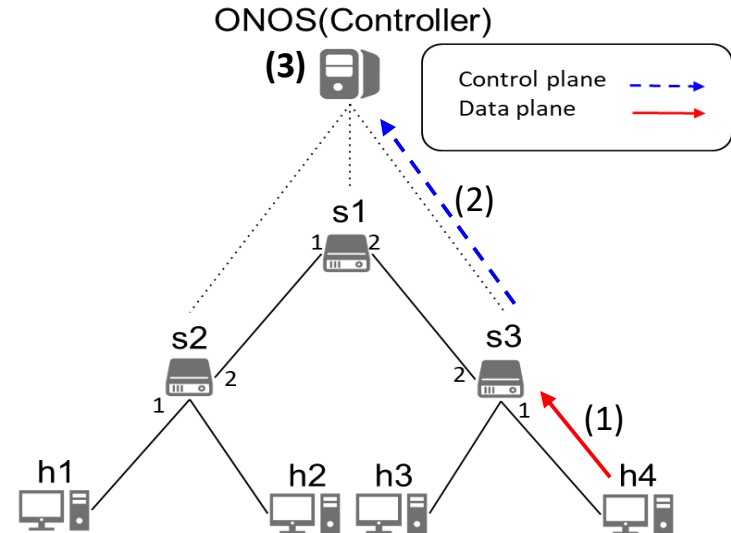 ONOS(Controller)
(3)
Control plane
Data plane
(2)
s1
1 2
s2
s3
2
2
1
1
(1)
h1
h2
h3
h4